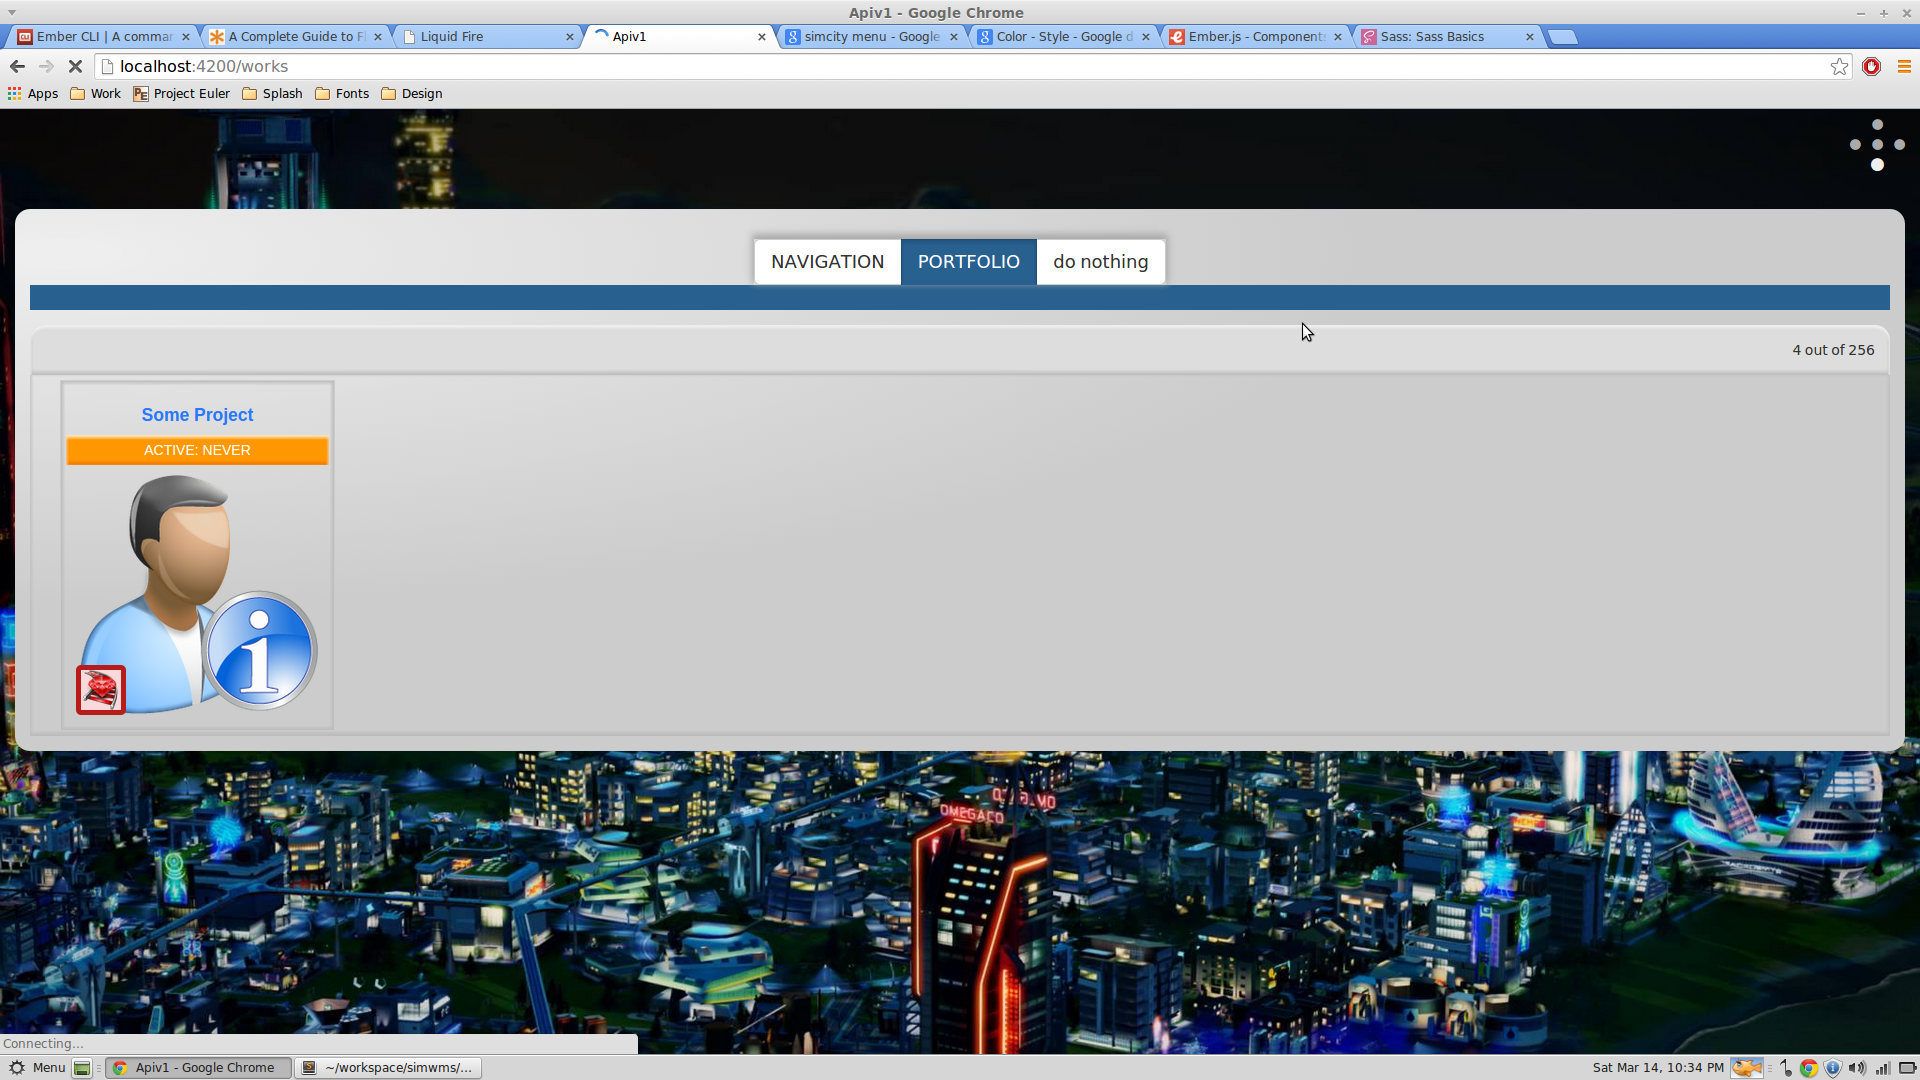 Apiv1 - Google Chrome
Ember CLI | A commar
A Complete Guide to F
Liquid Fire
Apiv1
simcity menu - Google
Color - Style - Google d
Ember.js - Component
Sass: Sass Basics
localhost:4200/works
Apps
Work
Project Euler
Splash
Fonts
Design
NAVIGATION
PORTFOLIO
do nothing
4 out of 256
Some Project
ACTIVE: NEVER
OMEGACO
Connecting...
Menu
Apiv1 - Google Chrome
~/workspace/simwms/...
Sat Mar 14, 10:34 PM